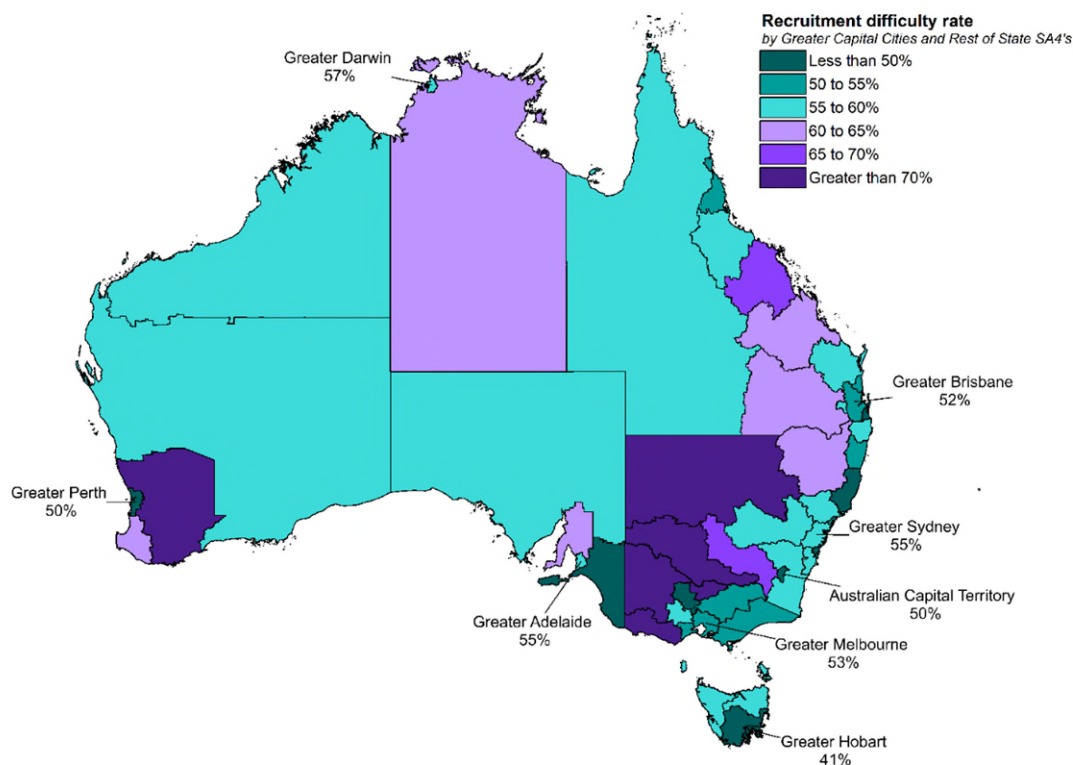 Recruitment difficulty rate
by Greater Capital Cities and Rest of State SA4's
Less than 50%
50 to 55%
55 to 60%
60 to 65%
65 to 70%
Greater than 70%
Greater Darwin
57%
Greater Brisbane
52%
Greater Perth
50%
Greater Sydney
55%
Australian Capital Territory
50%
Greater Adelaide
55%
Greater Melbourne
53%
Greater Hobart
41%